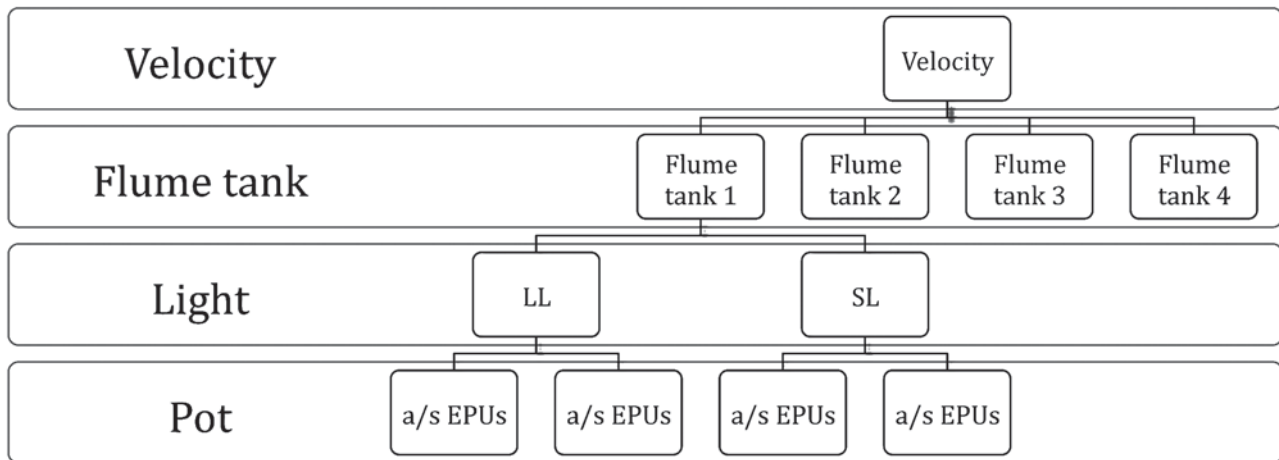 Velocity
Velocity
Flume tank
Flume
tank 1
Flume
tank 2
Flume
tank 3
Flume
tank 4
Light
LL
SL
Pot
a/s EPUs
a/s EPUs
a/s EPUs
a/s EPUs